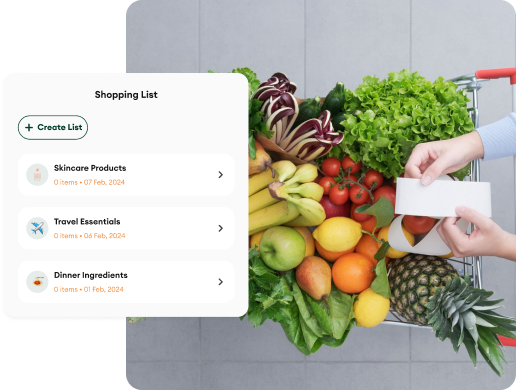 Shopping List
+ Create List
Skincare Products
0 items • 07 Feb, 2024
Travel Essentials
0 items • 06 Feb, 2024
Dinner Ingredients
0 items • 01 Feb, 2024